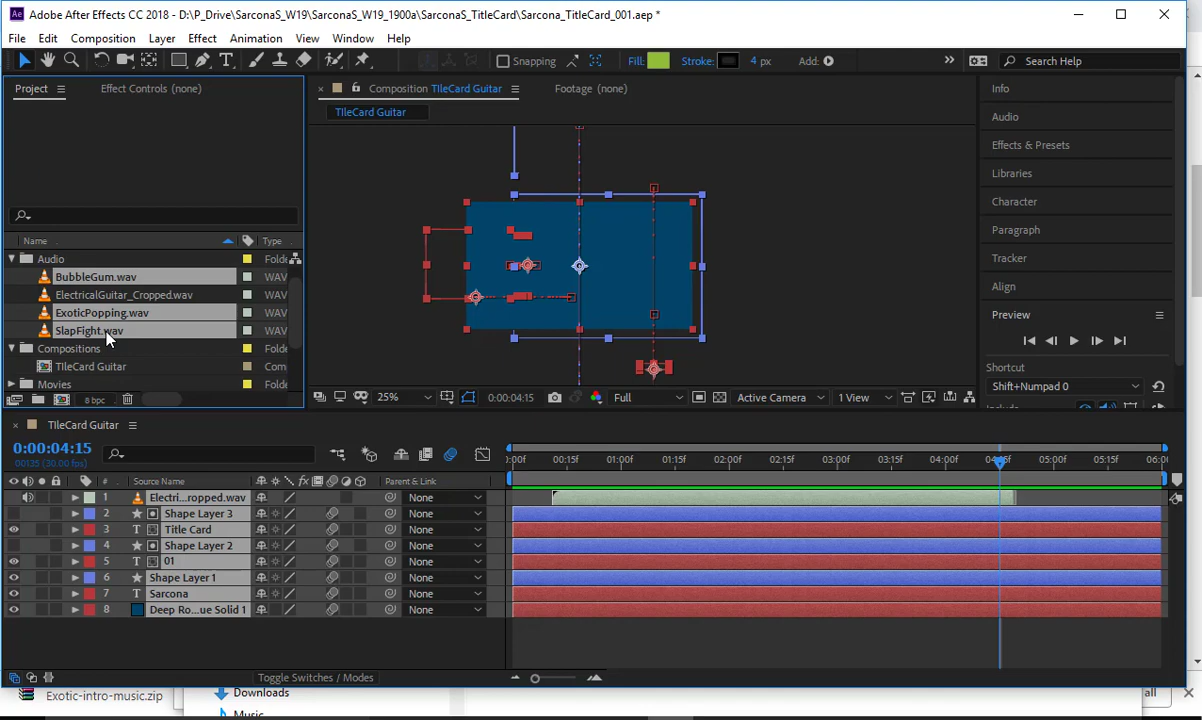 Adobe After Effects CC 2018 - D:\P_Drive\SarconaS_W19\SarconaS_W19_1900a\SarconaS_TitleCard\Sarcona_TitleCard_001.aep *
File Edit Composition Layer Effect Animation View Window Help
Snapping Fill: Stroke: 4 px Add: Search Help
Project Effect Controls (none)
Composition TIleCard Guitar Footage (none)
TIleCard Guitar
Name Type
Audio Folde
BubbleGum.wav WAV
ElectricalGuitar_Cropped.wav WAV
ExoticPopping.wav WAV
SlapFight.wav WAV
Compositions Folde
TIleCard Guitar Com
Movies Folde
8 bpc
25% 0:00:04:15 Full Active Camera 1 View
Info
Audio
Effects & Presets
Libraries
Character
Paragraph
Tracker
Align
Preview
Shortcut
Shift+Numpad 0
Include:
TIleCard Guitar
0:00:04:15
00135 (30.00 fps)
0:00f 00:15f 01:00f 01:15f 02:00f 02:15f 03:00f 03:15f 04:00f 04:15f 05:00f 05:15f 06:00
# Source Name Parent & Link
1 Electri...ropped.wav None
2 Shape Layer 3 None
3 T Title Card None
4 Shape Layer 2 None
5 T 01 None
6 Shape Layer 1 None
7 T Sarcona None
8 Deep Ro...ue Solid 1 None
Toggle Switches / Modes
Exotic-intro-music.zip
Downloads
Music
all